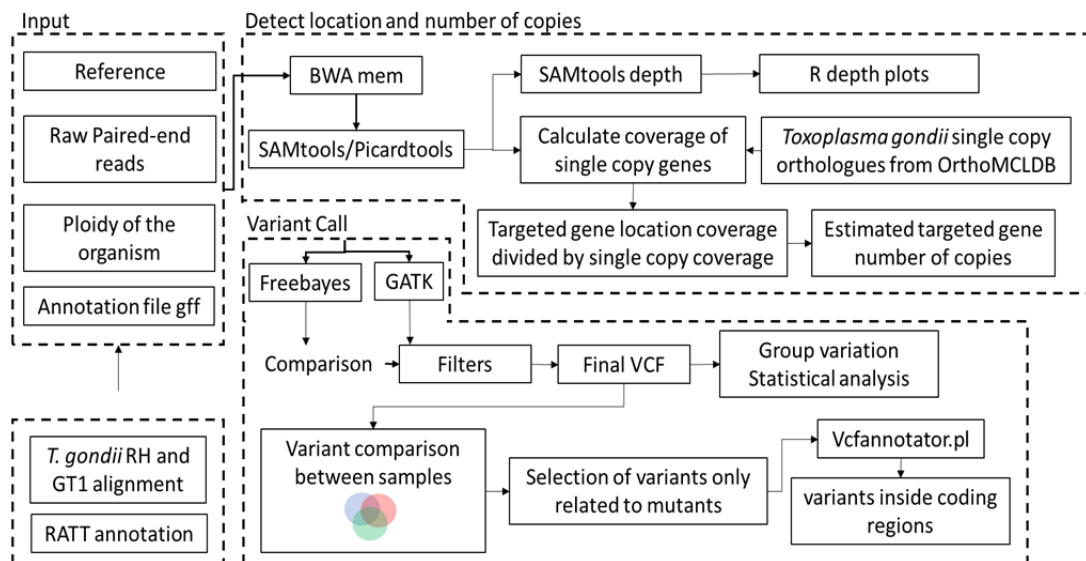 Input
Reference
Raw Paired-end
reads
Ploidy of the
organism
Annotation file gff
T. gondii RH and
GT1 alignment
RATT annotation
Detect location and number of copies
BWA mem
SAMtools/Picardtools
SAMtools depth
R depth plots
Calculate coverage of
single copy genes
Toxoplasma gondii single copy
orthologues from OrthoMCLDB
Targeted gene location coverage
divided by single copy coverage
Estimated targeted gene
number of copies
Variant Call
Freebayes
GATK
Comparison
Filters
Final VCF
Group variation
Statistical analysis
Variant comparison
between samples
Selection of variants only
related to mutants
Vcfannotator.pl
variants inside coding
regions